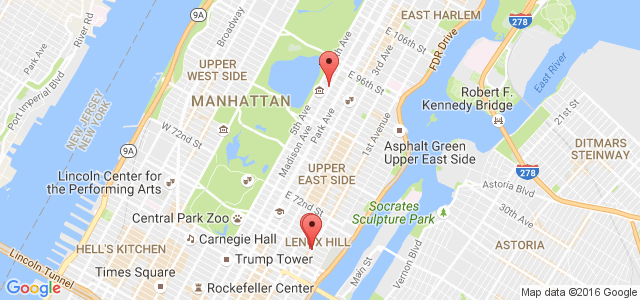 EAST HARLEM
9A
278
Broadway
5th Ave
E 106th St
FDR Drive
East River
Park Ave
Port Imperial Blvd
UPPER
WEST SIDE
3rd Ave
E 96th St
Robert F.
Kennedy Bridge
MANHATTAN
NEW JERSEY
NEW YORK
W 72nd St
5th Ave
Madison Ave
Park Ave
1st Avenue
21st St
9A
Asphalt Green
Upper East Side
DITMARS
STEINWAY
Lincoln Center for
the Performing Arts
UPPER
EAST SIDE
278
Astoria Blvd
E 72nd St
Socrates
Sculpture Park
30th Ave
Central Park Zoo
HELL'S KITCHEN
Carnegie Hall
LENOX HILL
ASTORIA
Lincoln Tunnel
Trump Tower
Main St
Vernon Blvd
Times Square
Rockefeller Center
Google
Map data ©2016 Google